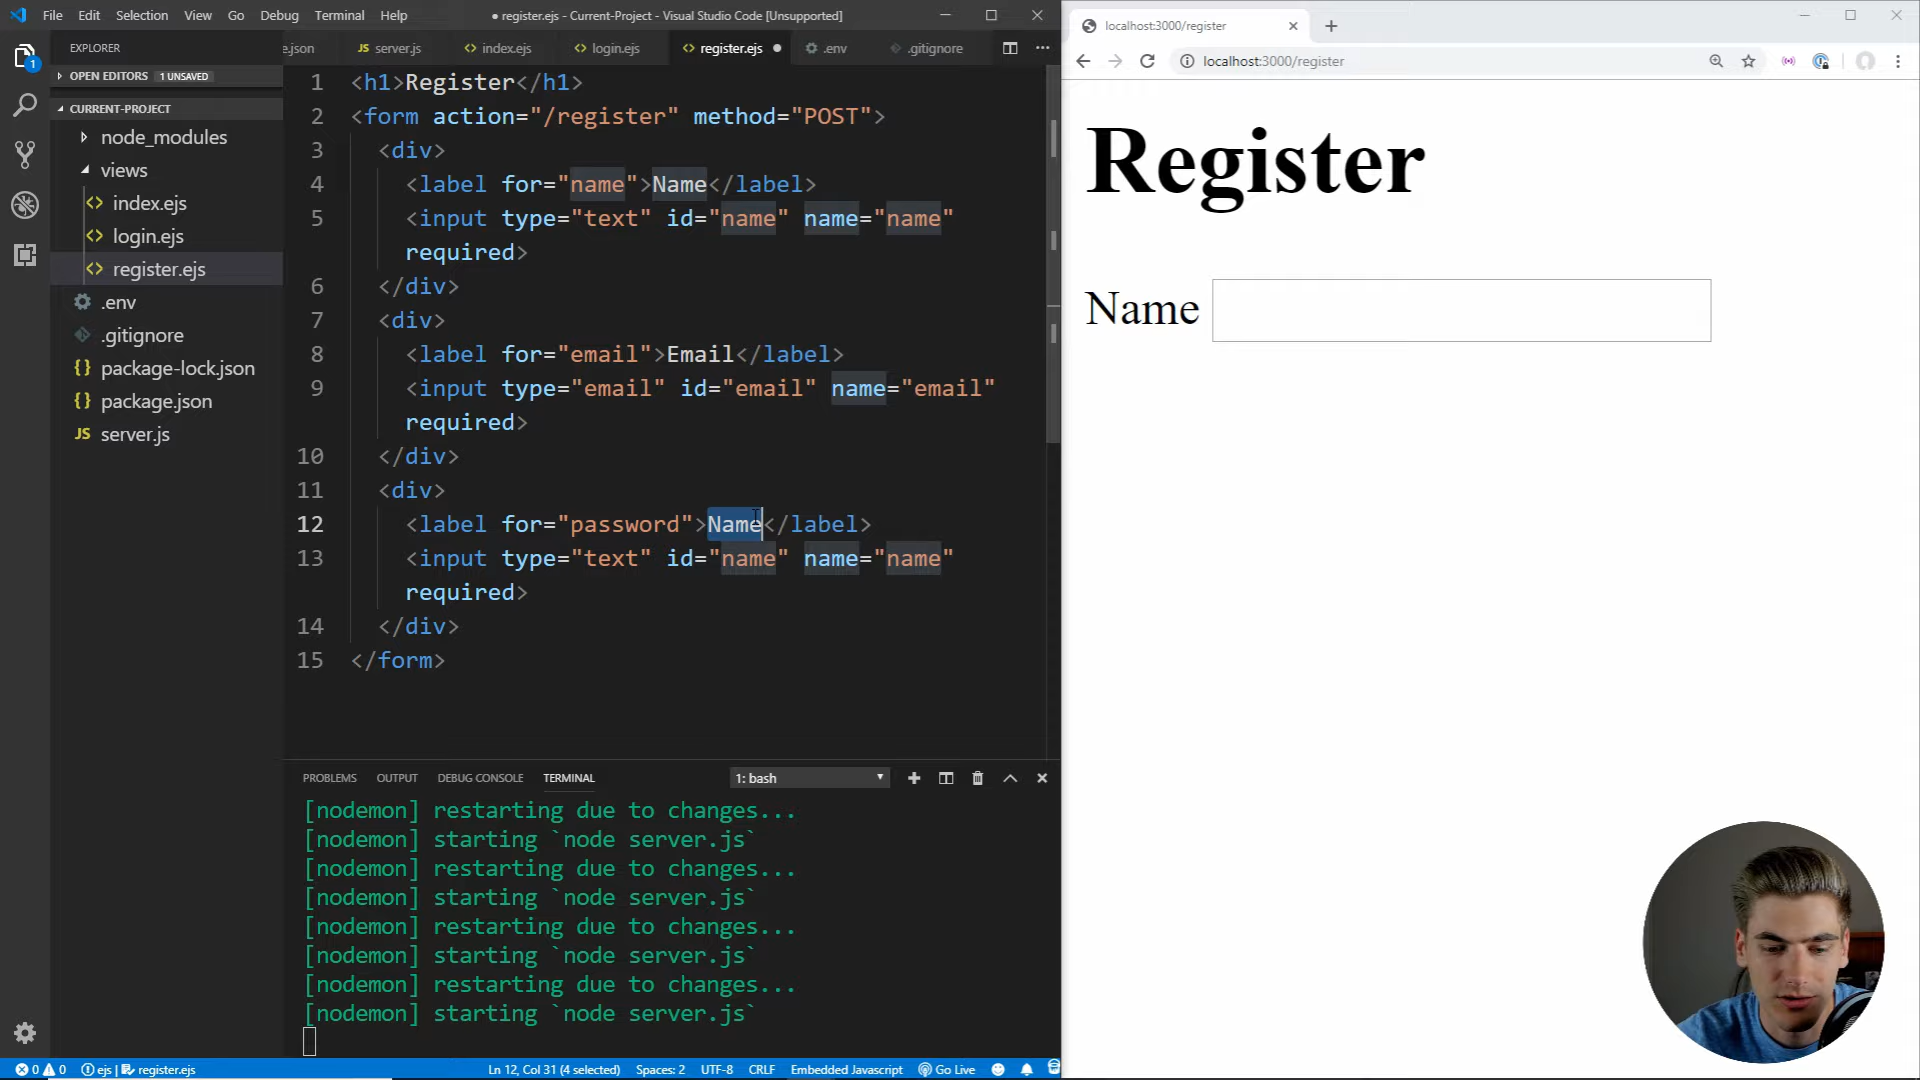 File Edit Selection View Go Debug Terminal Help
● register.ejs - Current-Project - Visual Studio Code [Unsupported]
EXPLORER
OPEN EDITORS 1 UNSAVED
CURRENT-PROJECT
node_modules
views
<> index.ejs
<> login.ejs
<> register.ejs
.env
.gitignore
{} package-lock.json
{} package.json
JS server.js
1
e.json
JS server.js
<> index.ejs
<> login.ejs
<> register.ejs ●
.env
.gitignore
1 <h1>Register</h1>
2 <form action="/register" method="POST">
3 <div>
4 <label for="name">Name</label>
5 <input type="text" id="name" name="name"
required>
6 </div>
7 <div>
8 <label for="email">Email</label>
9 <input type="email" id="email" name="email"
required>
10 </div>
11 <div>
12 <label for="password">Name</label>
13 <input type="text" id="name" name="name"
required>
14 </div>
15 </form>
PROBLEMS OUTPUT DEBUG CONSOLE TERMINAL 1: bash
[nodemon] restarting due to changes...
[nodemon] starting `node server.js`
[nodemon] restarting due to changes...
[nodemon] starting `node server.js`
[nodemon] restarting due to changes...
[nodemon] starting `node server.js`
[nodemon] restarting due to changes...
[nodemon] starting `node server.js`
0 0 ejs | register.ejs Ln 12, Col 31 (4 selected) Spaces: 2 UTF-8 CRLF Embedded Javascript Go Live
localhost:3000/register
localhost:3000/register
Register
Name